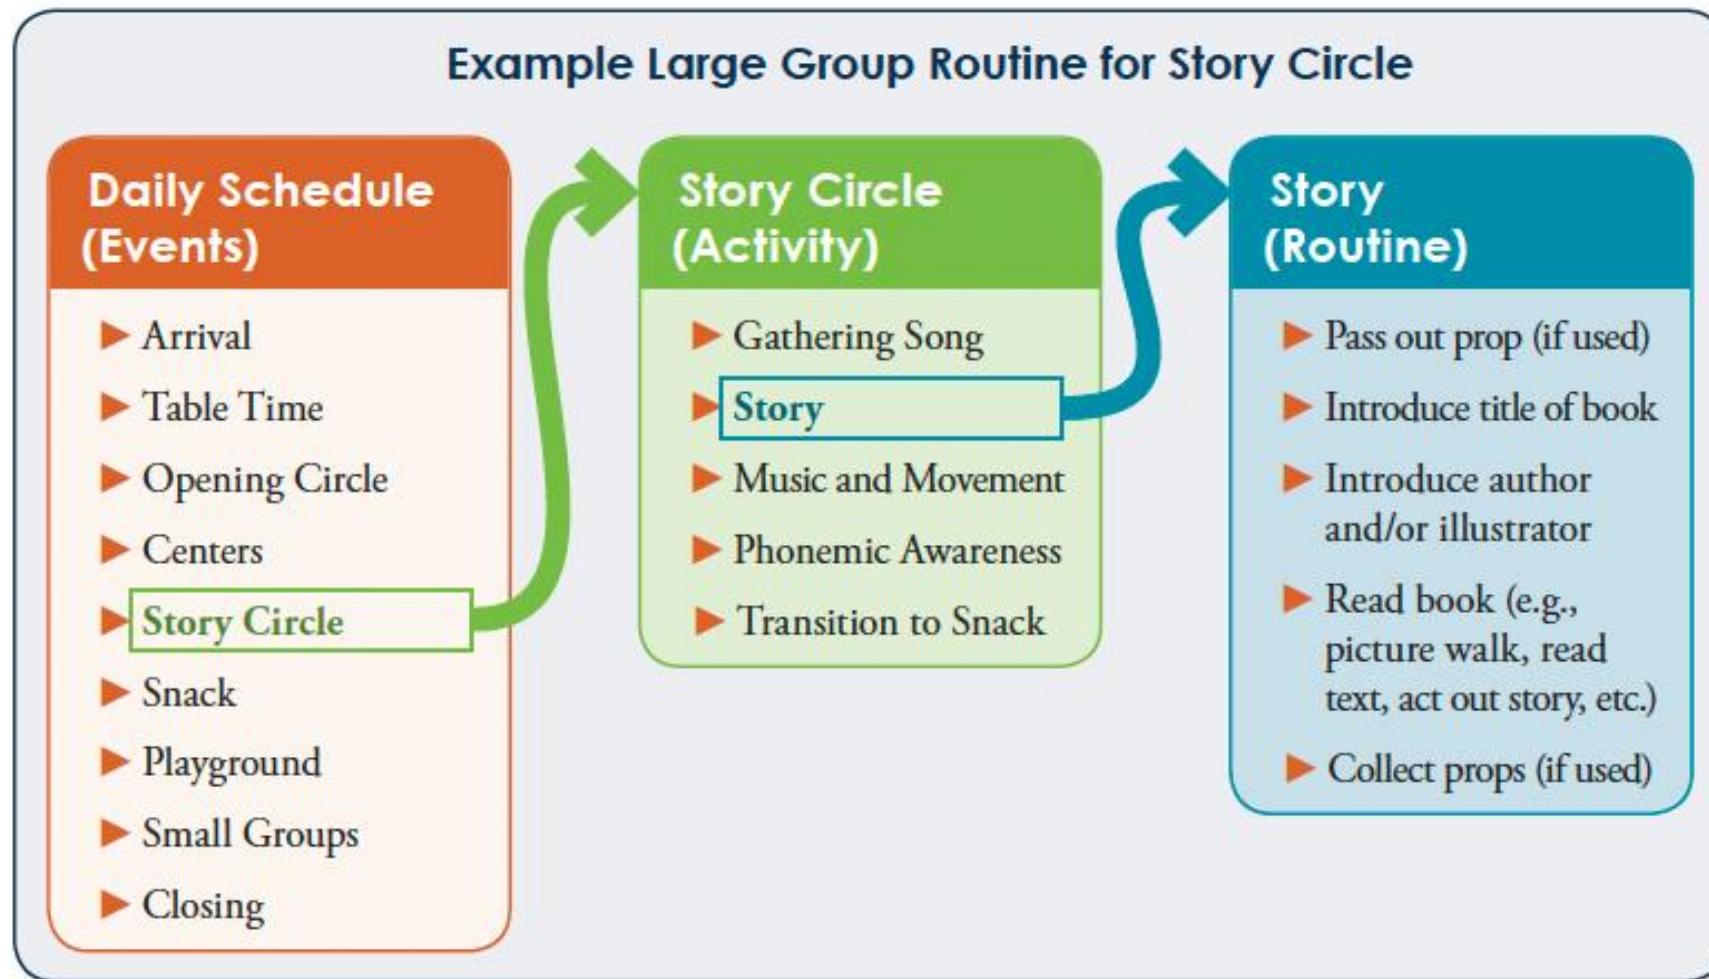 Example Large Group Routine for Story Circle
Daily Schedule
(Events)
► Arrival
► Table Time
► Opening Circle
► Centers
► Story Circle
► Snack
► Playground
► Small Groups
► Closing
Story Circle
(Activity)
► Gathering Song
► Story
► Music and Movement
► Phonemic Awareness
► Transition to Snack
Story
(Routine)
► Pass out prop (if used)
► Introduce title of book
► Introduce author
and/or illustrator
► Read book (e.g.,
picture walk, read
text, act out story, etc.)
► Collect props (if used)